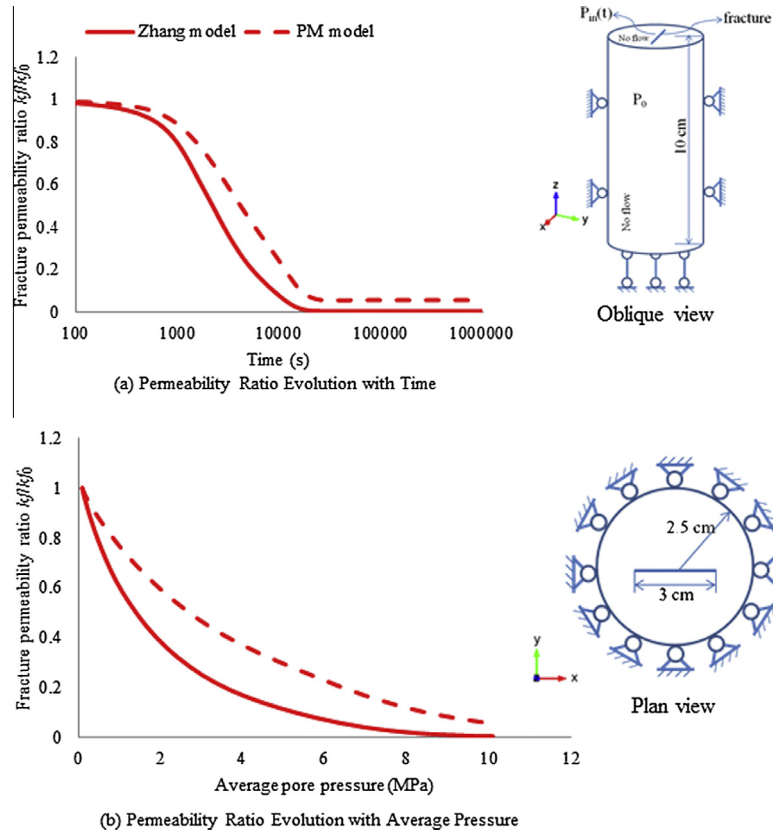 Zhang model
PM model
Fracture permeability ratio kf/kf0
1.2
1
0.8
0.6
0.4
0.2
0
100
1000
10000
100000
1000000
Time (s)
(a) Permeability Ratio Evolution with Time
Pin(t)
fracture
No flow
P0
10 cm
No flow
z
y
x
Oblique view
Fracture permeability ratio kf/kf0
1.2
1
0.8
0.6
0.4
0.2
0
0
2
4
6
8
10
12
Average pore pressure (MPa)
(b) Permeability Ratio Evolution with Average Pressure
2.5 cm
3 cm
y
x
Plan view